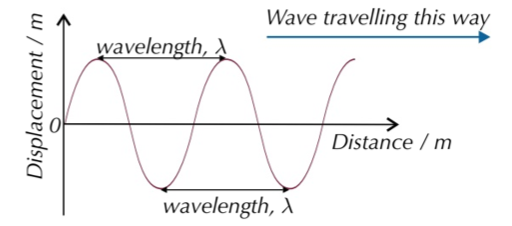 Wave travelling this way
wavelength, λ
Displacement / m
0
Distance / m
wavelength, λ